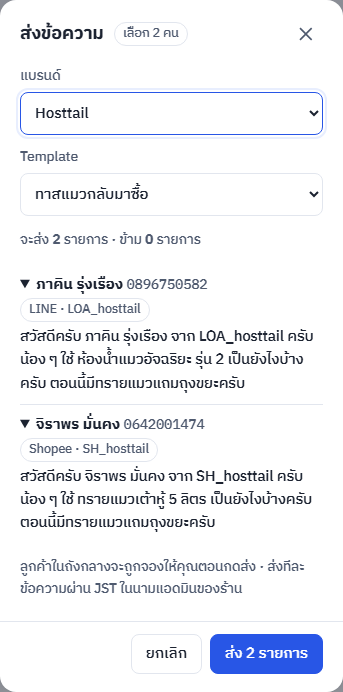 ส่งข้อความ เลือก 2 คน
แบรนด์
Hosttail
Template
ทาสแมวกลับมาซื้อ
จะส่ง 2 รายการ · ข้าม 0 รายการ
▼ ภาคิน รุ่งเรือง 0896750582
LINE · LOA_hosttail
สวัสดีครับ ภาคิน รุ่งเรือง จาก LOA_hosttail ครับ
น้อง ๆ ใช้ ห้องน้ำแมวอัจฉริยะ รุ่น 2 เป็นยังไงบ้าง
ครับ ตอนนี้มีทรายแมวแถมถุงขยะครับ
▼ จิราพร มั่นคง 0642001474
Shopee · SH_hosttail
สวัสดีครับ จิราพร มั่นคง จาก SH_hosttail ครับ
น้อง ๆ ใช้ ทรายแมวเต้าหู้ 5 ลิตร เป็นยังไงบ้างครับ
ตอนนี้มีทรายแมวแถมถุงขยะครับ
ลูกค้าในถังกลางจะถูกจองให้คุณตอนกดส่ง · ส่งทีละ
ข้อความผ่าน JST ในนามแอดมินของร้าน
ยกเลิก ส่ง 2 รายการ